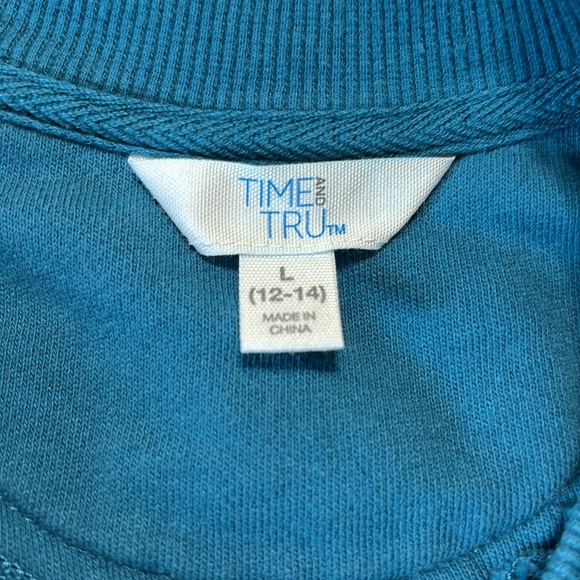 TIME AND
TRU™
L
(12-14)
MADE IN
CHINA